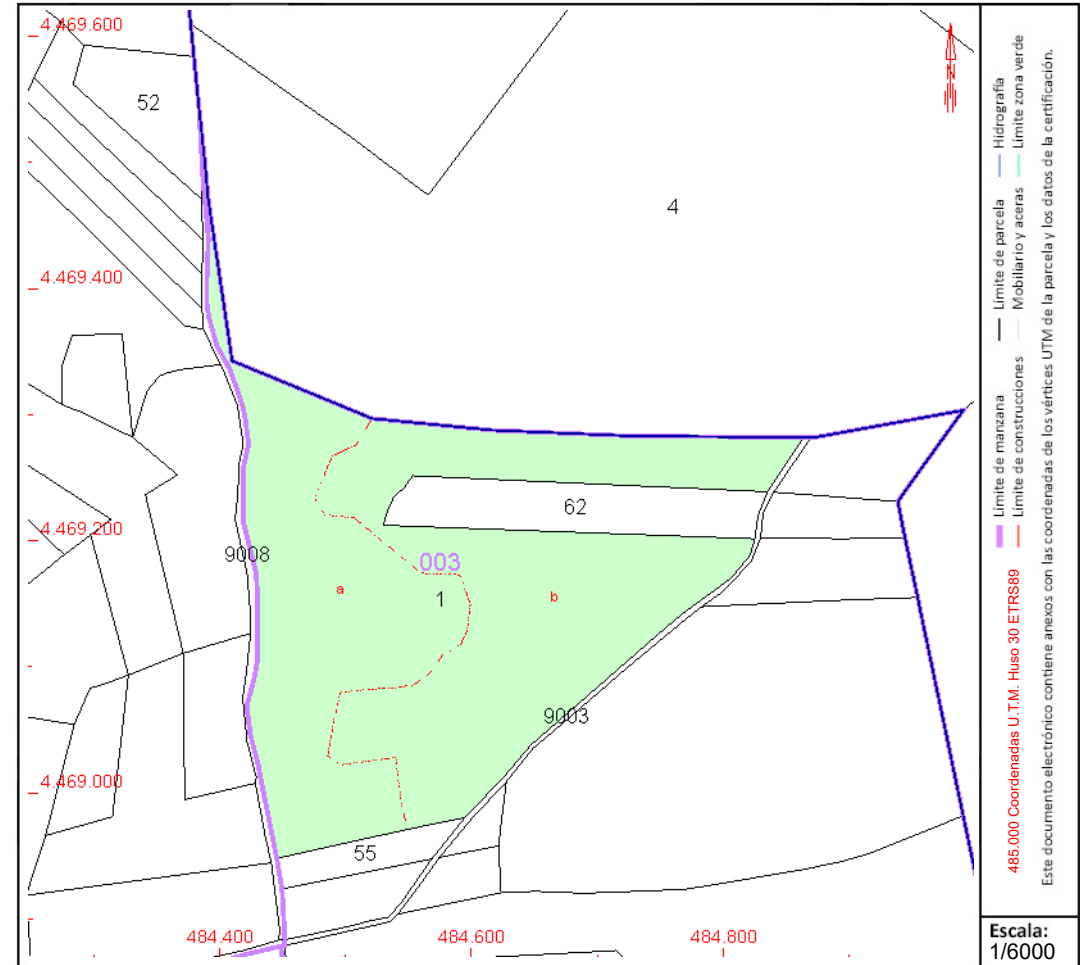 4.469.600
52
4
4.469.400
62
4.469.200
9008
003
a
1
b
9003
4.469.000
55
484.400
484.600
484.800
N
Límite de manzana
Límite de parcela
Hidrografía
Límite de construcciones
Mobiliario y aceras
Límite zona verde
485.000 Coordenadas U.T.M. Huso 30 ETRS89
Este documento electrónico contiene anexos con las coordenadas de los vértices UTM de la parcela y los datos de la certificación.
Escala:
1/6000